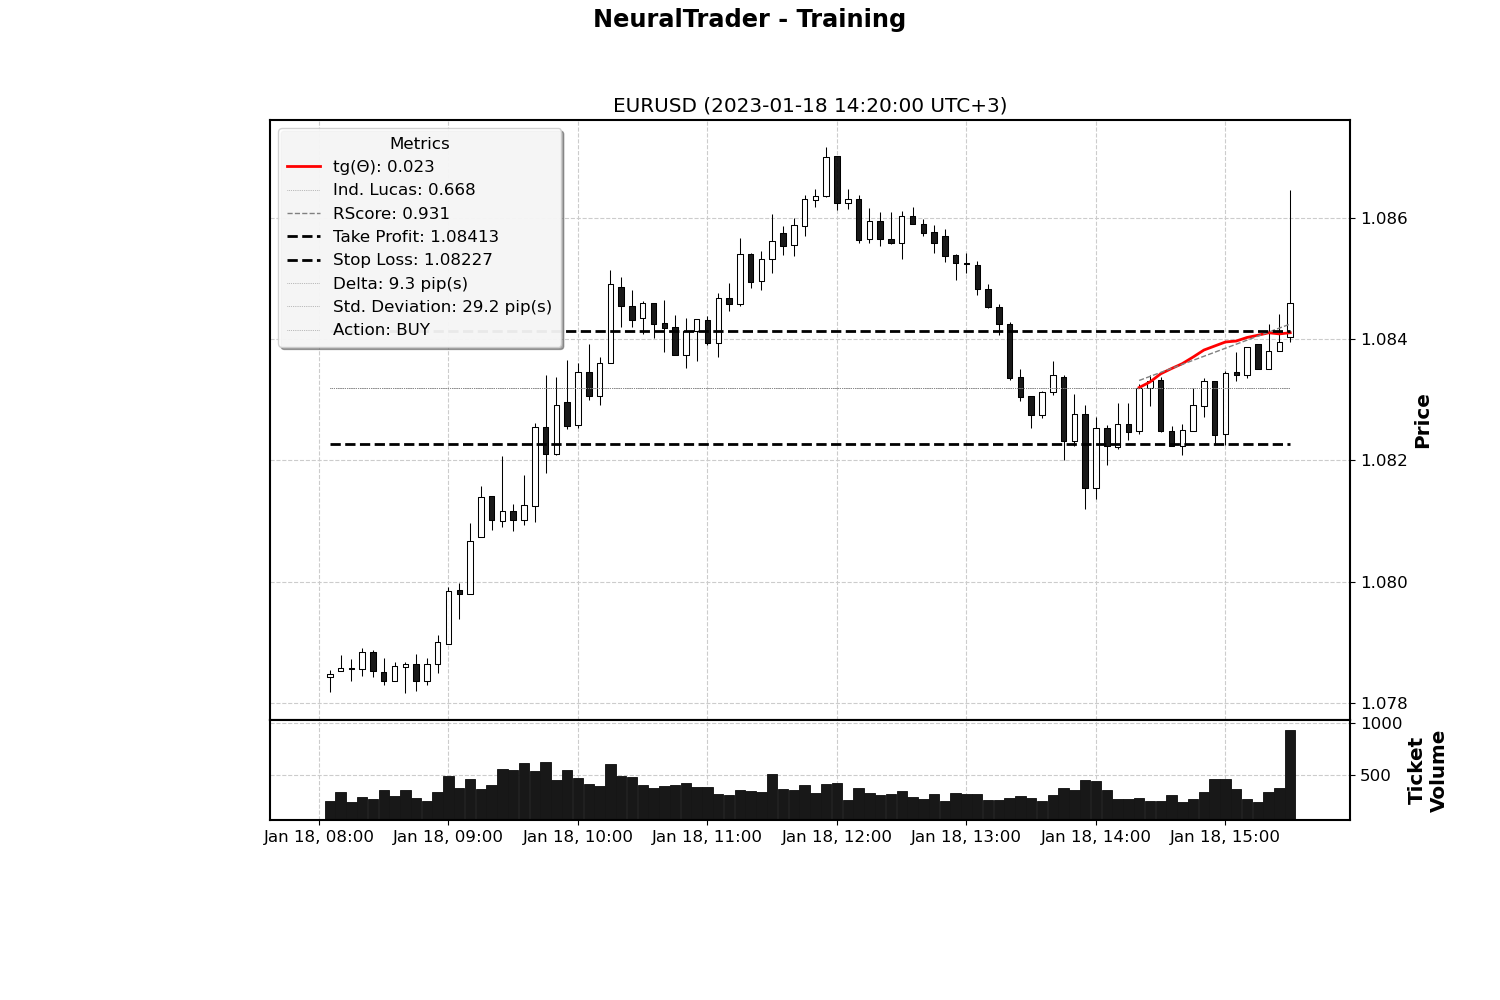 NeuralTrader - Training
EURUSD (2023-01-18 14:20:00 UTC+3)
Metrics
tg(Θ): 0.023
Ind. Lucas: 0.668
RScore: 0.931
Take Profit: 1.08413
Stop Loss: 1.08227
Delta: 9.3 pip(s)
Std. Deviation: 29.2 pip(s)
Action: BUY
1.086
1.084
1.082
1.080
1.078
Price
1000
500
Ticket
Volume
Jan 18, 08:00
Jan 18, 09:00
Jan 18, 10:00
Jan 18, 11:00
Jan 18, 12:00
Jan 18, 13:00
Jan 18, 14:00
Jan 18, 15:00